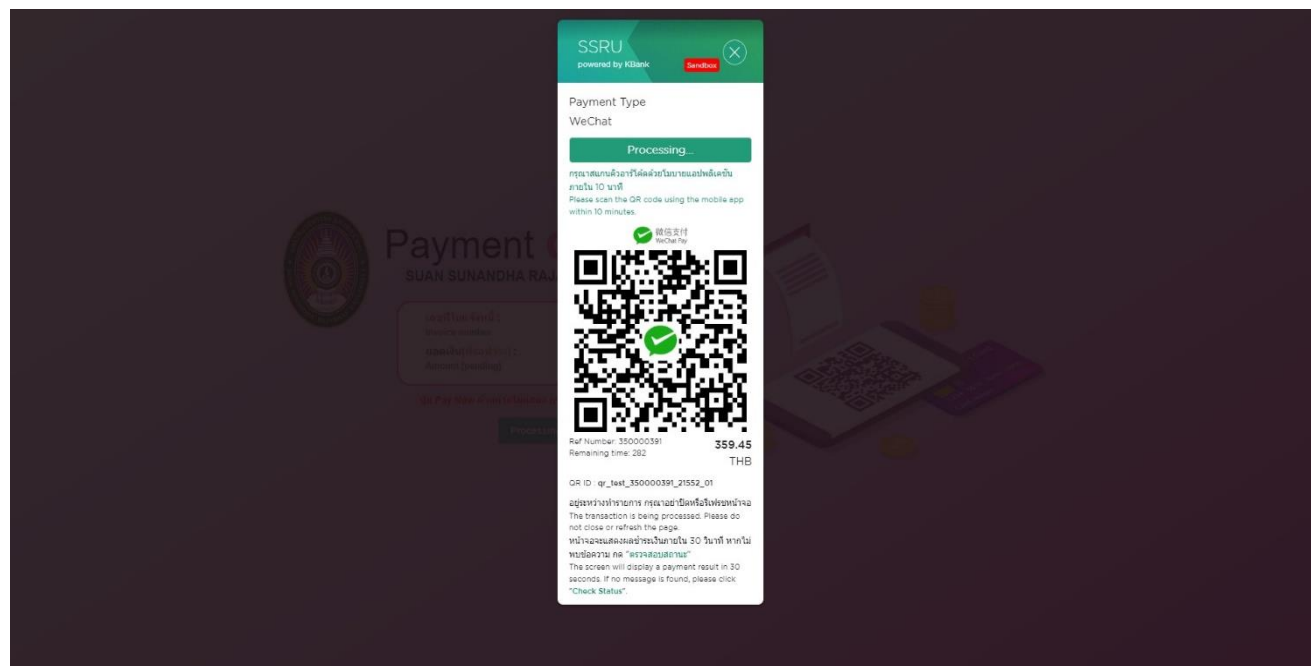 SSRU
powered by KBank
Sandbox
Payment Type
WeChat
Processing...
กรุณาสแกนคิวอาร์โค้ดด้วยโมบายแอปพลิเคชั่น
ภายใน 10 นาที
Please scan the QR code using the mobile app
within 10 minutes.
微信支付
WeChat Pay
Payment
SUAN SUNANDHA RAJ
Ref Number: 350000391
Remaining time: 282
359.45
THB
QR ID : qr_test_350000391_21552_01
อยู่ระหว่างทำรายการ กรุณาอย่าปิดหรือรีเฟรชหน้าจอ
The transaction is being processed. Please do
not close or refresh the page.
หน้าจอจะแสดงผลชำระเงินภายใน 30 วินาที หากไม่
พบข้อความ กด "ตรวจสอบสถานะ"
The screen will display a payment result in 30
seconds. If no message is found, please click
"Check Status".
Processin